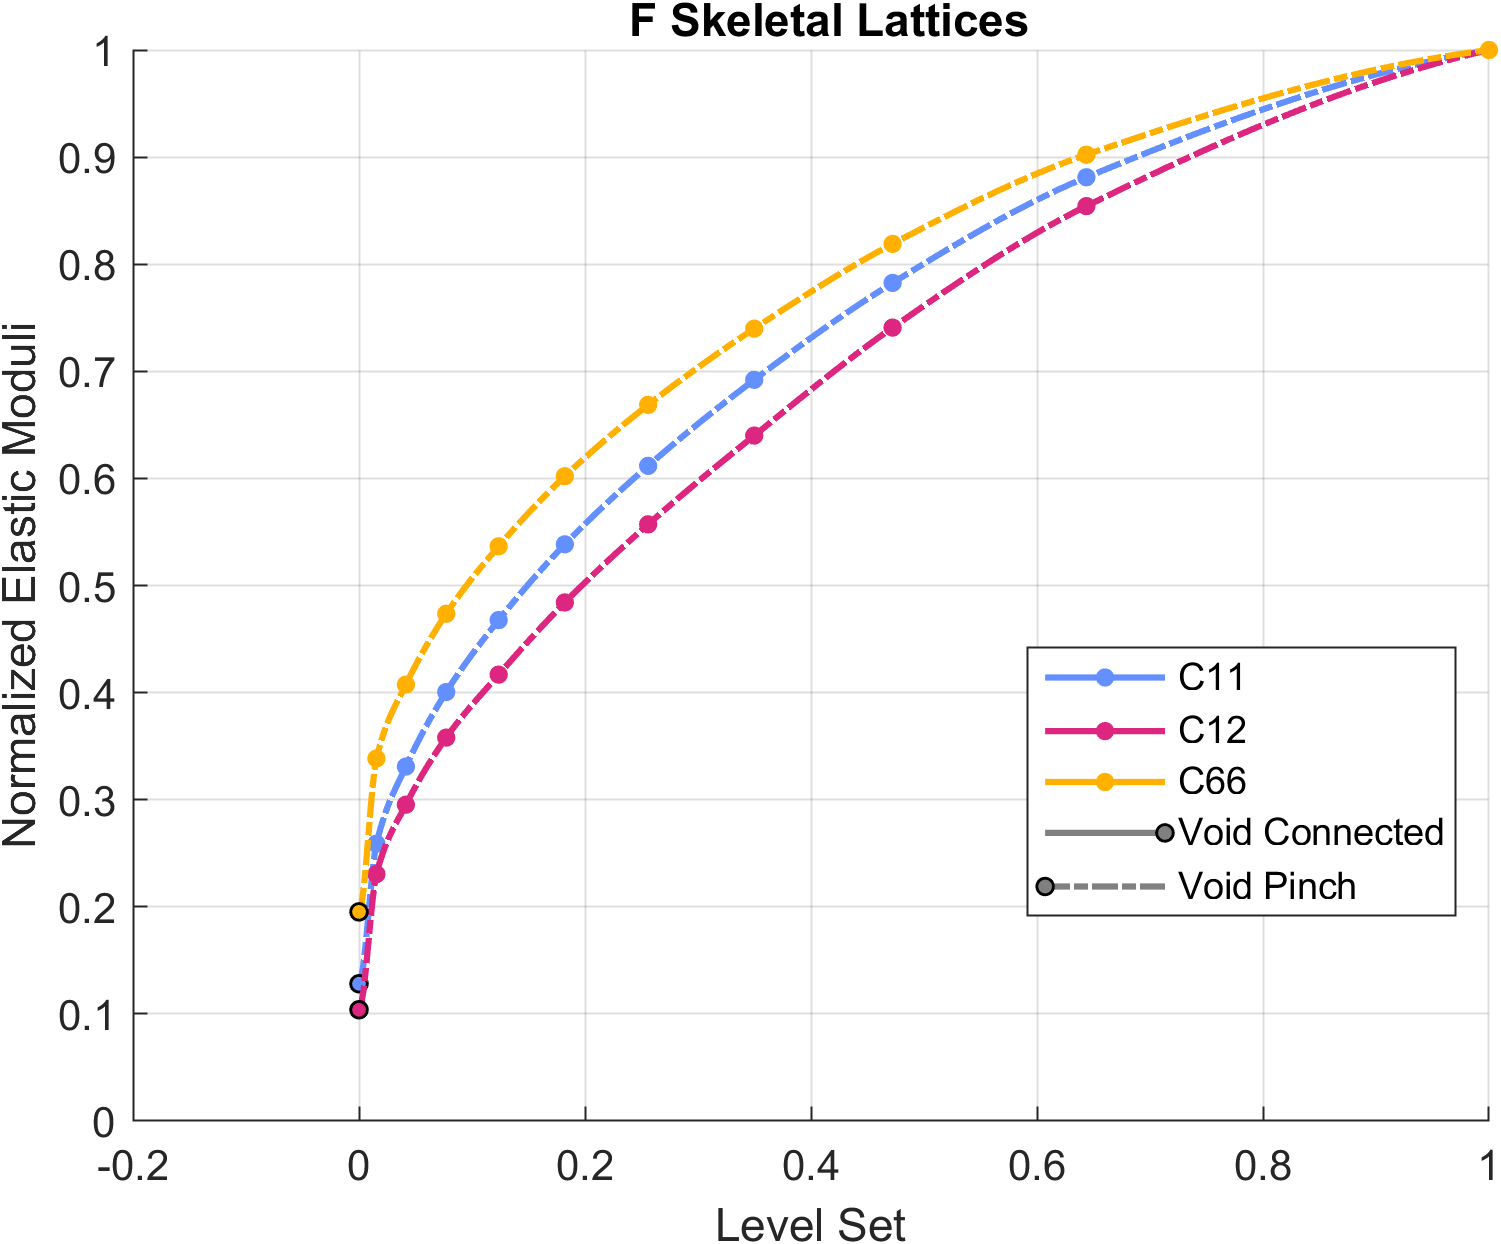 F Skeletal Lattices
1
0.9
0.8
0.7
0.6
0.5
0.4
0.3
0.2
0.1
0
Normalized Elastic Moduli
C11
C12
C66
Void Connected
Void Pinch
-0.2 0 0.2 0.4 0.6 0.8 1
Level Set